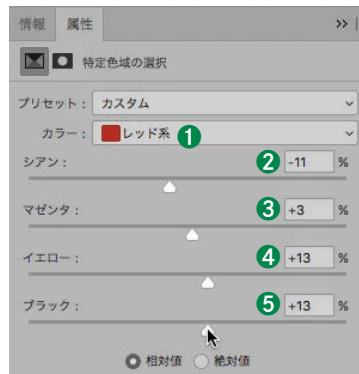 情報 属性 >>
特定色域の選択
プリセット： カスタム
カラー： レッド系 1
シアン： 2 -11 %
マゼンタ： 3 +3 %
イエロー： 4 +13 %
ブラック： 5 +13 %
相対値 絶対値